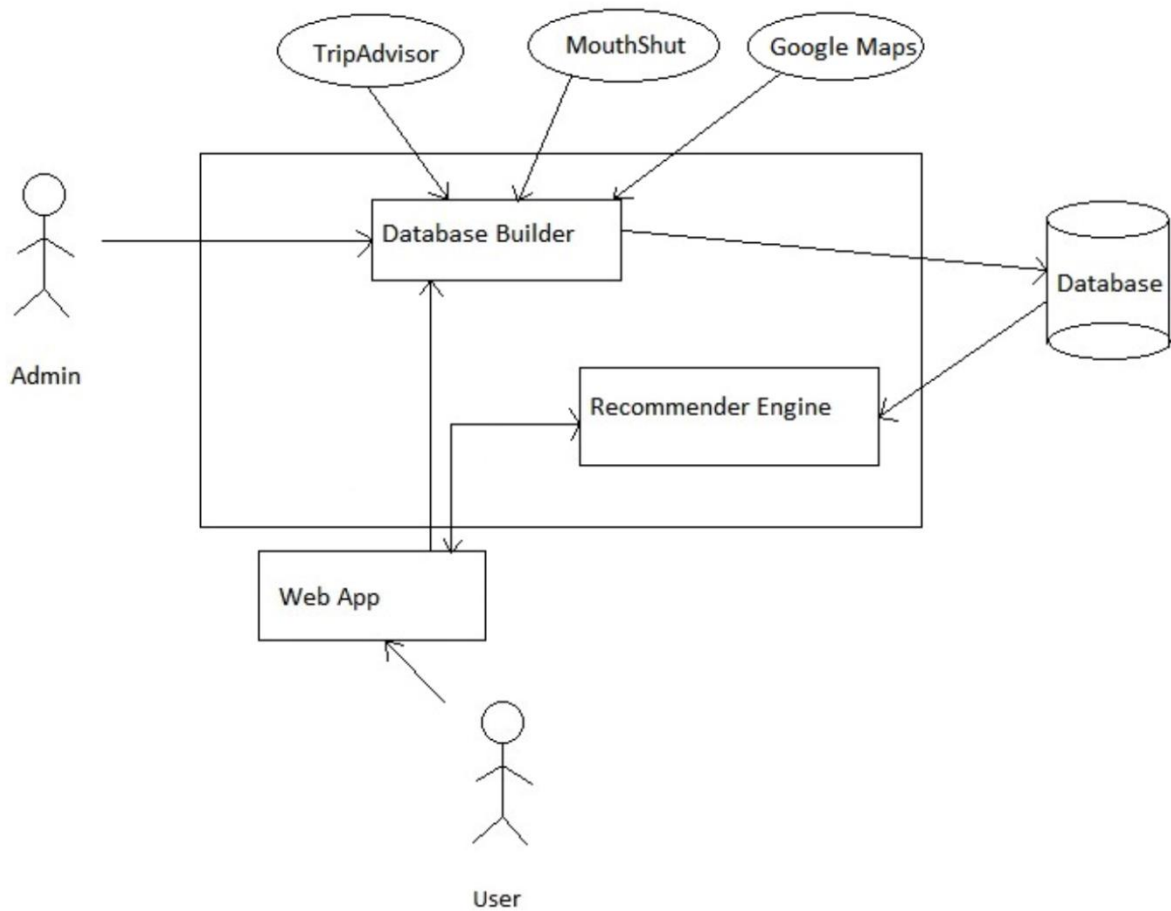 TripAdvisor
MouthShut
Google Maps
Database Builder
Database
Admin
Recommender Engine
Web App
User